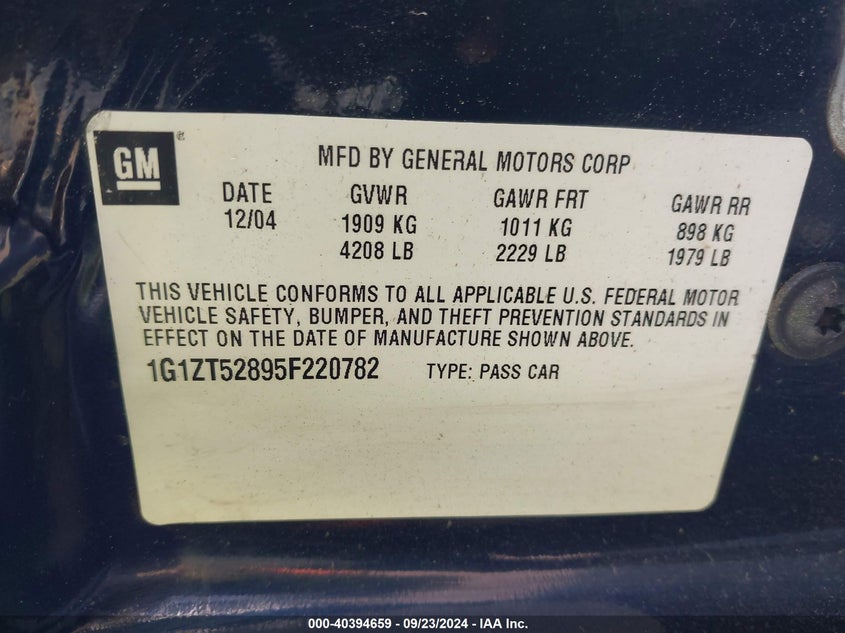 GM
MFD BY GENERAL MOTORS CORP
DATE GVWR GAWR FRT GAWR RR
12/04 1909 KG 1011 KG 898 KG
4208 LB 2229 LB 1979 LB
THIS VEHICLE CONFORMS TO ALL APPLICABLE U.S. FEDERAL MOTOR
VEHICLE SAFETY, BUMPER, AND THEFT PREVENTION STANDARDS IN
EFFECT ON THE DATE OF MANUFACTURE SHOWN ABOVE.
1G1ZT52895F220782 TYPE: PASS CAR
000-40394659 - 09/23/2024 - IAA Inc.